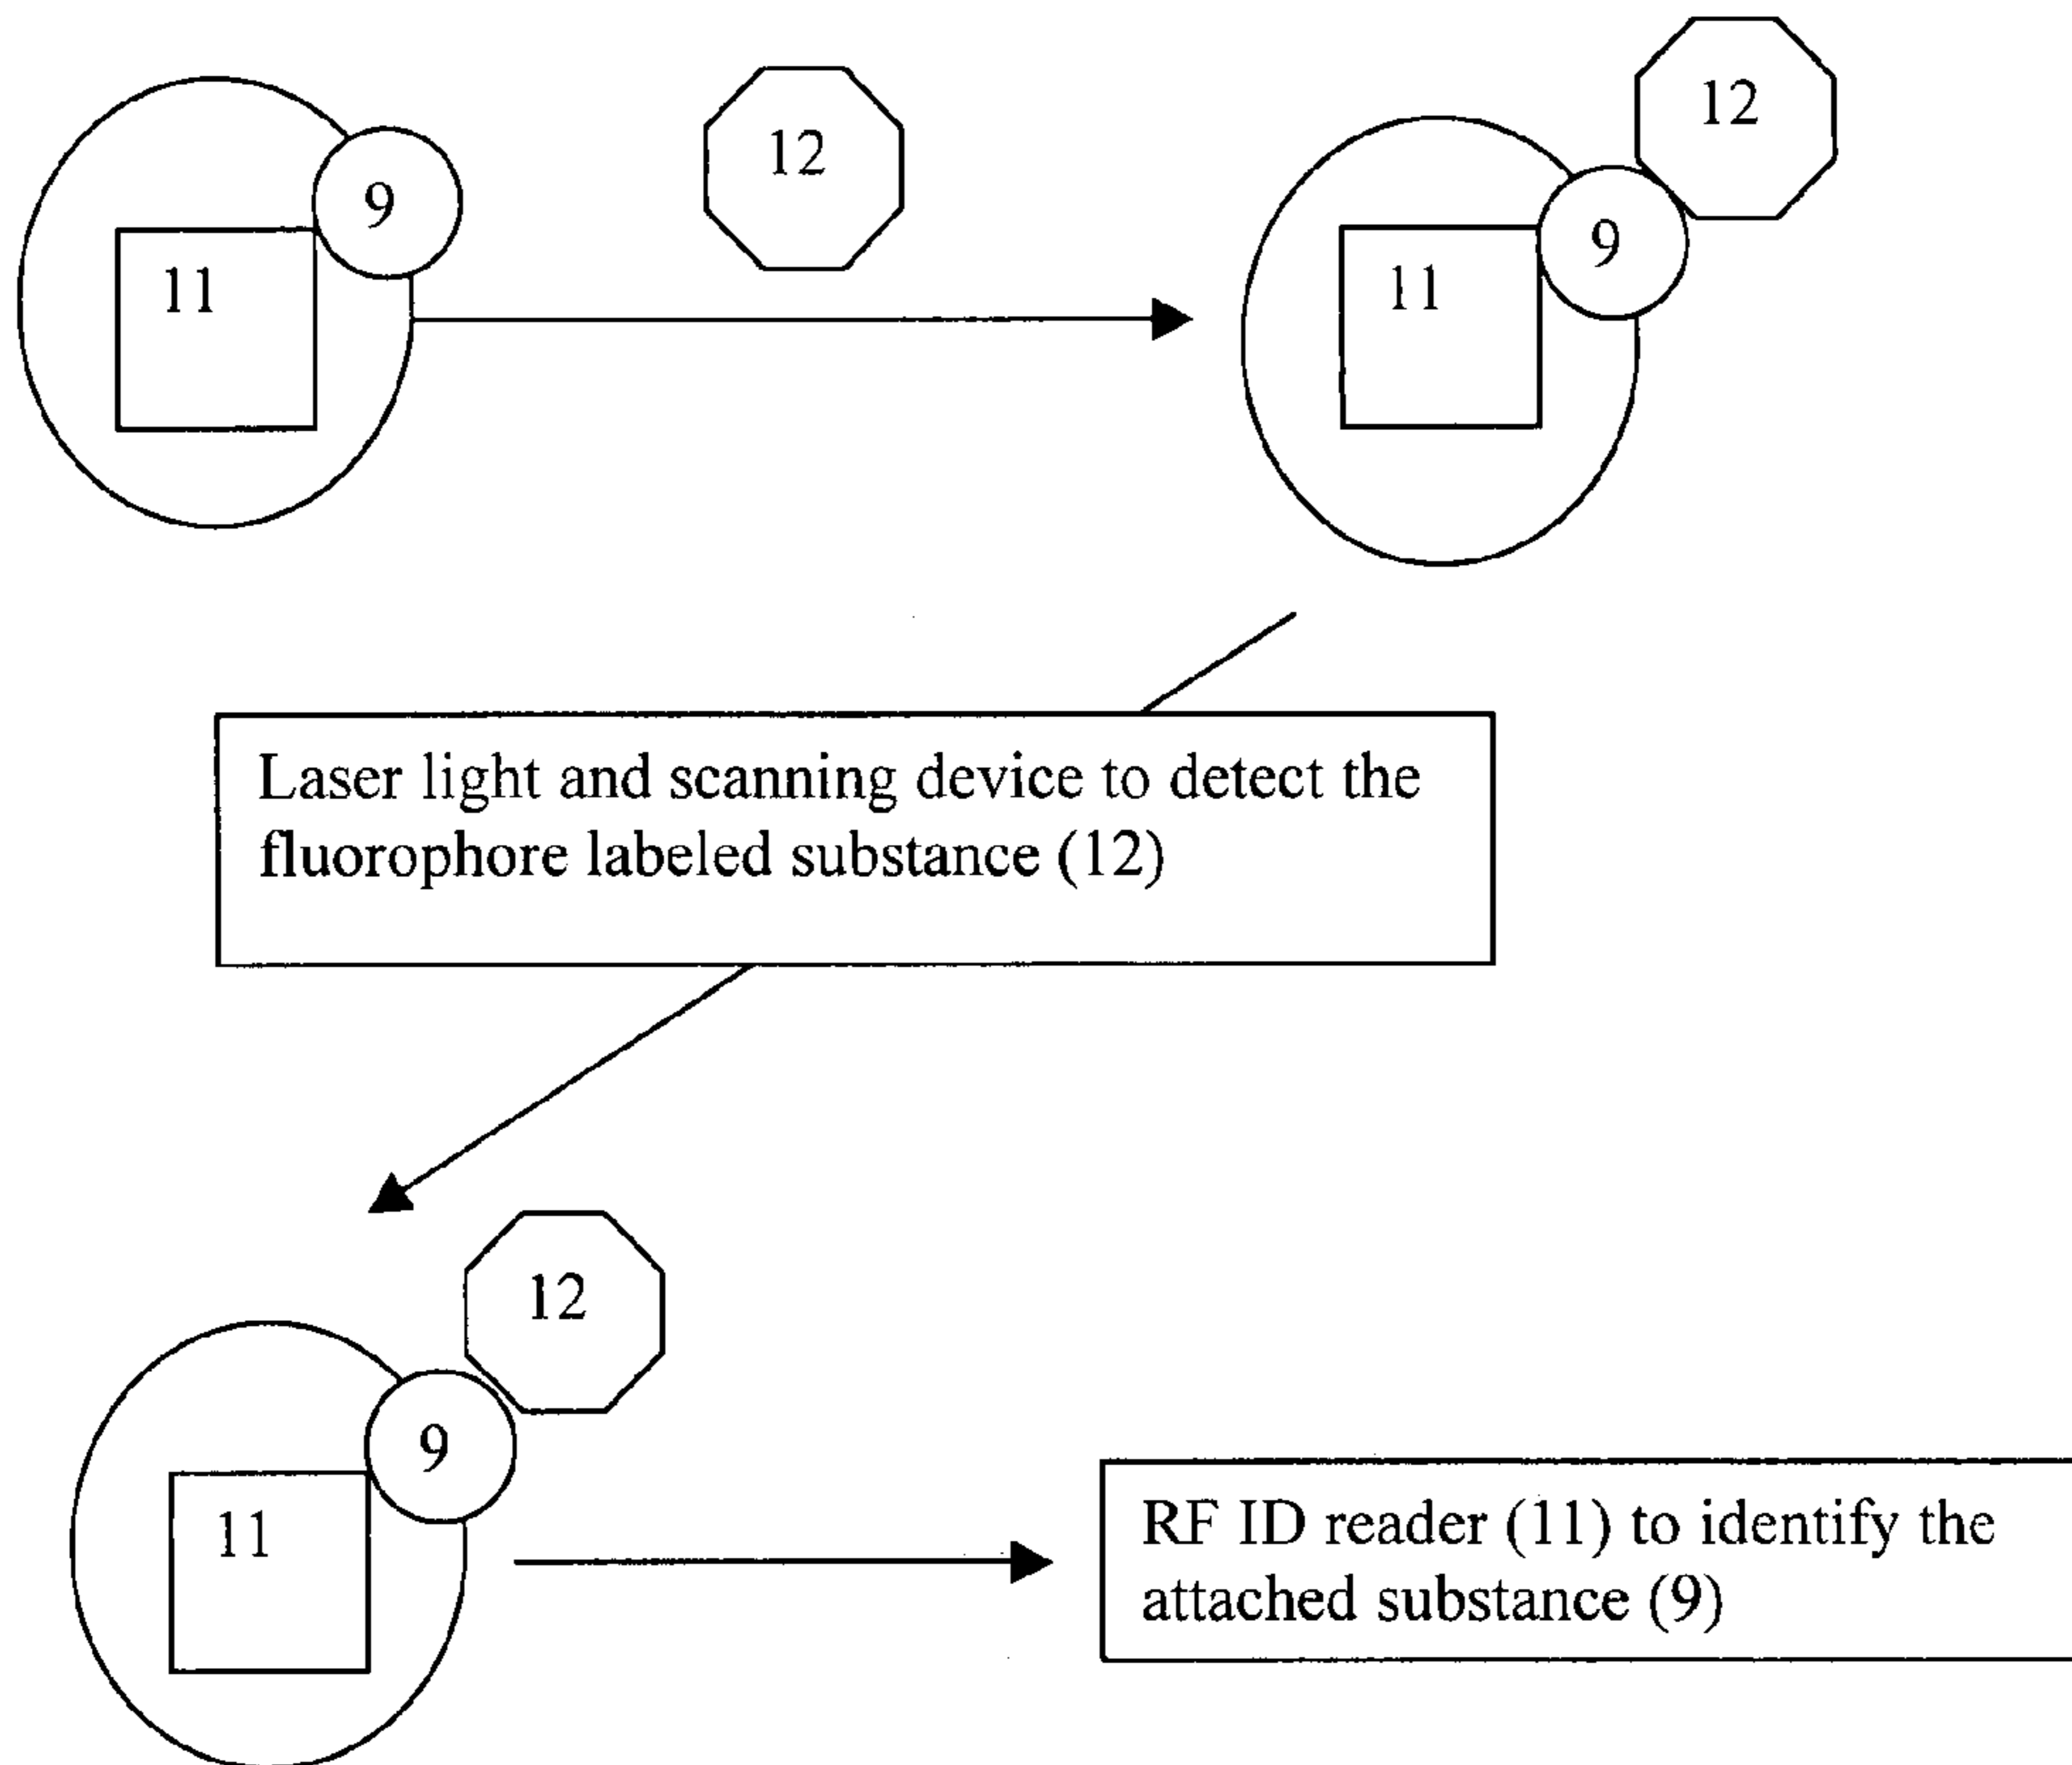 12
12
9
9
11
11
Laser light and scanning device to detect the
fluorophore labeled substance (12)
12
9
11
RF ID reader (11) to identify the
attached substance (9)